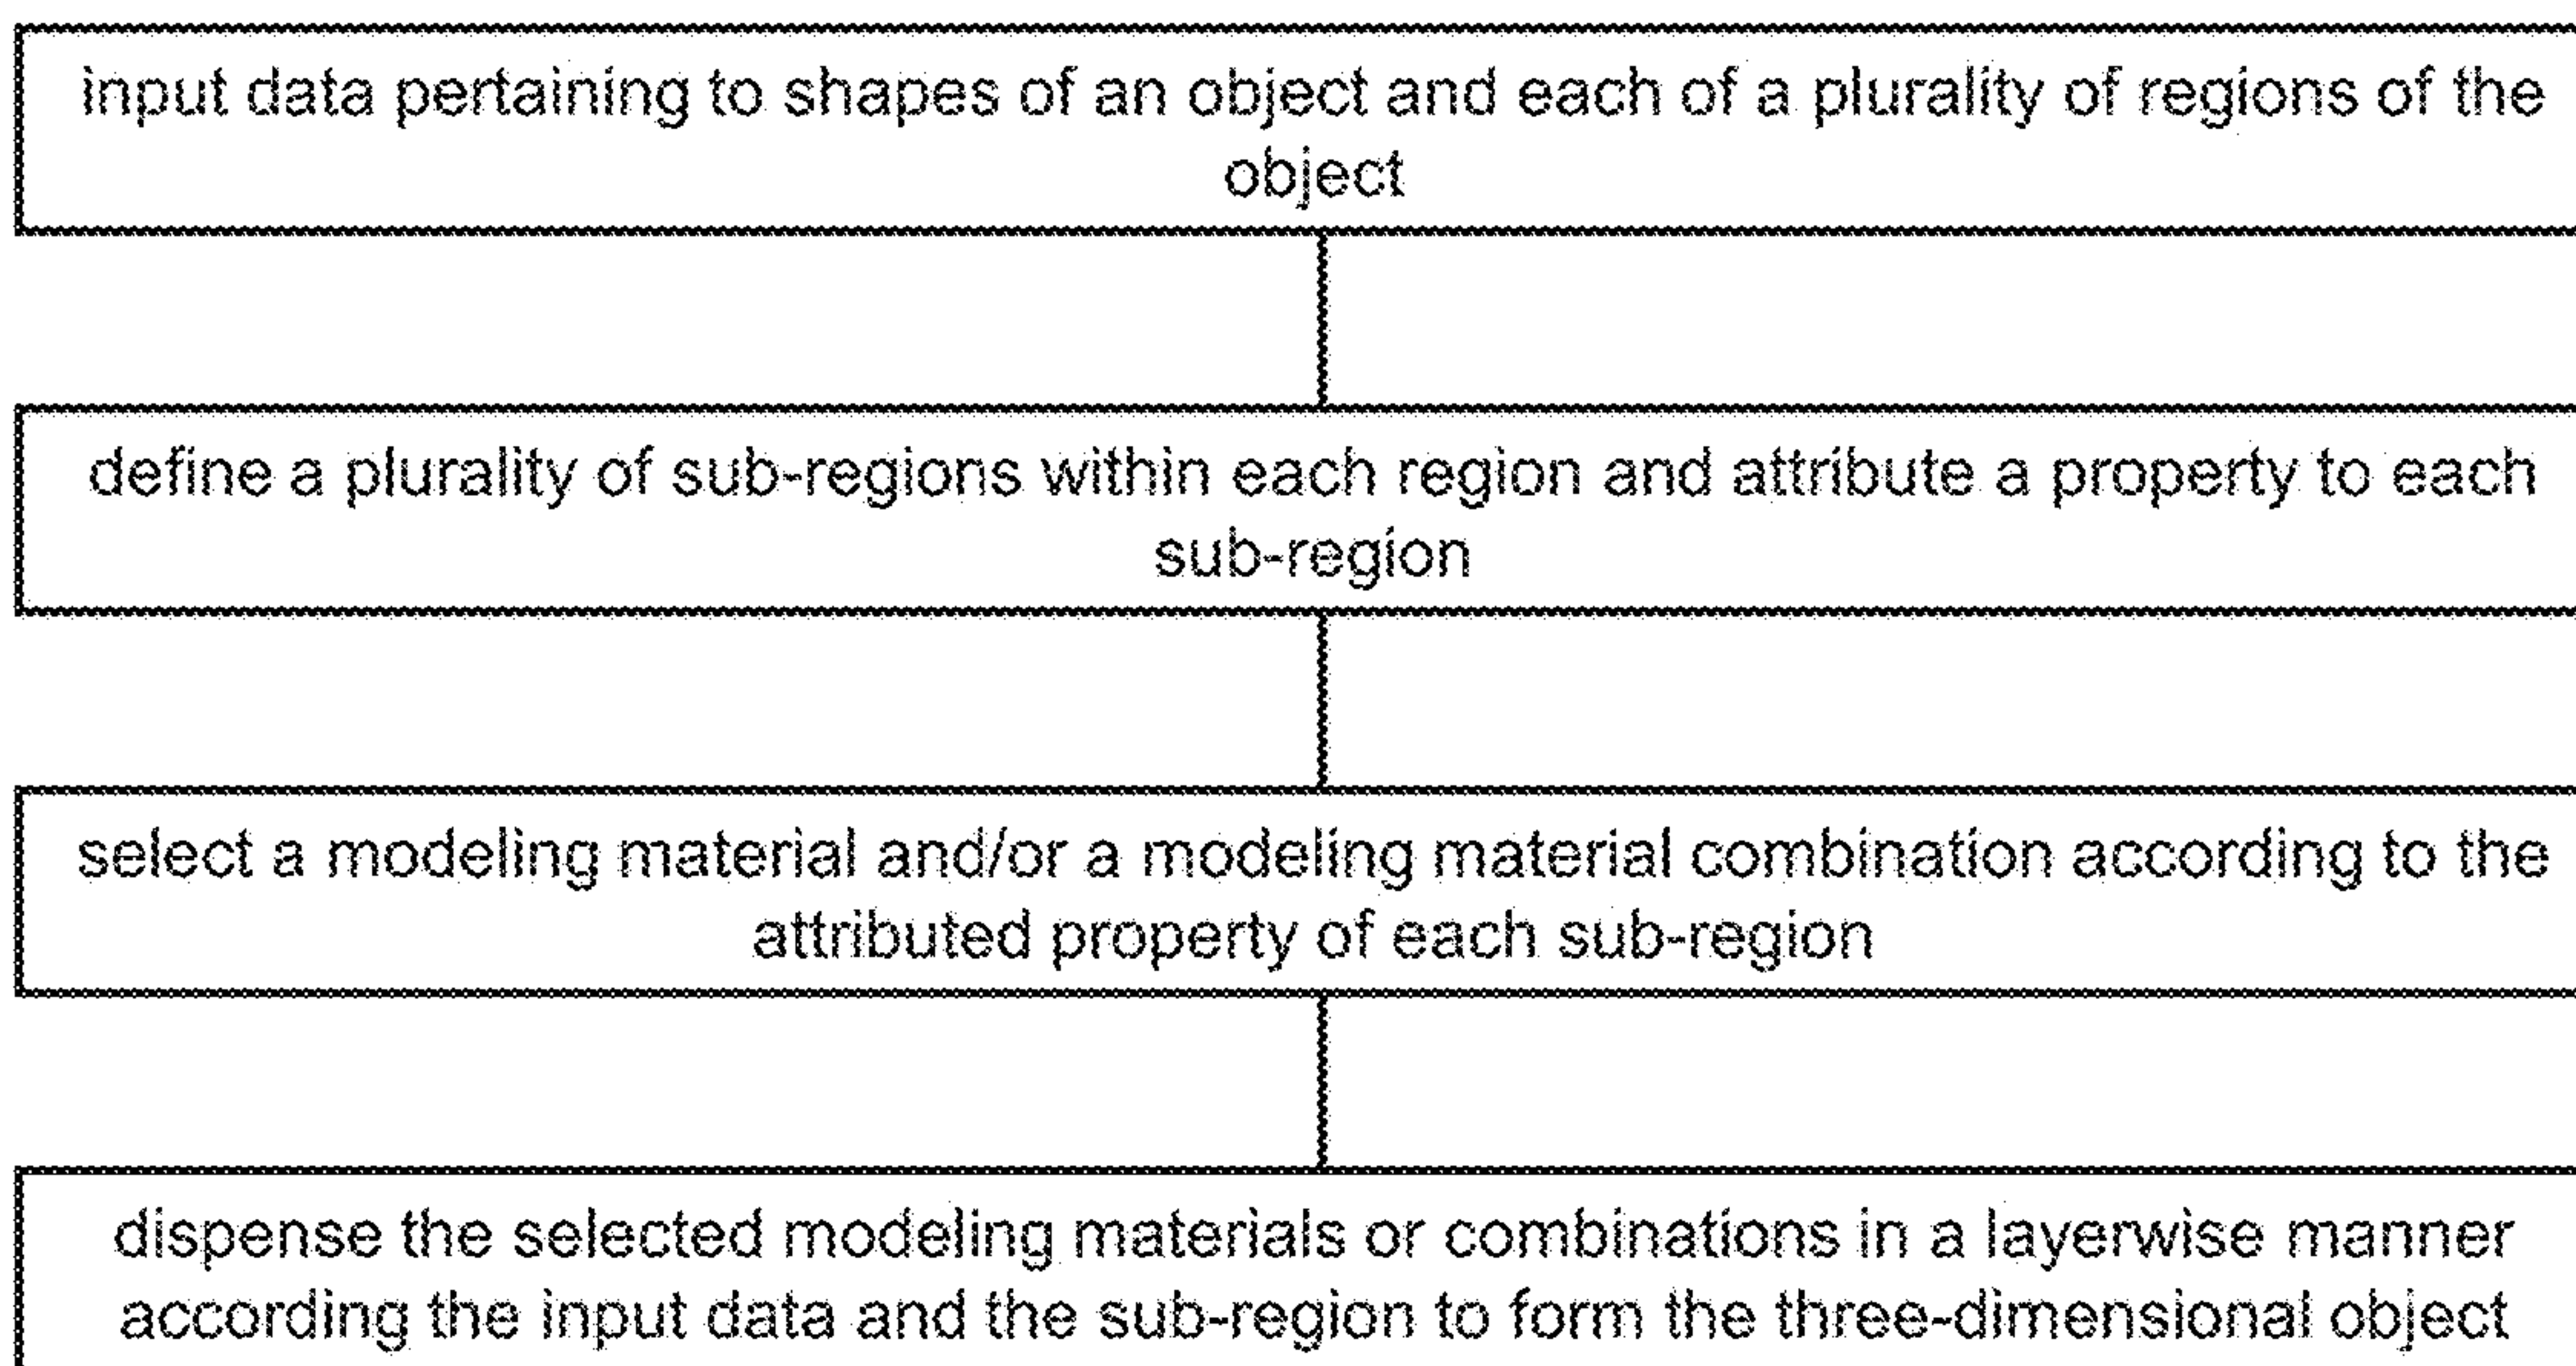 input data pertaining to shapes of an object and each of a plurality of regions of the
object
define a plurality of sub-regions within each region and attribute a property to each
sub-region
select a modeling material and/or a modeling material combination according to the
attributed property of each sub-region
dispense the selected modeling materials or combinations in a layerwise manner
according the input data and the sub-region to form the three-dimensional object